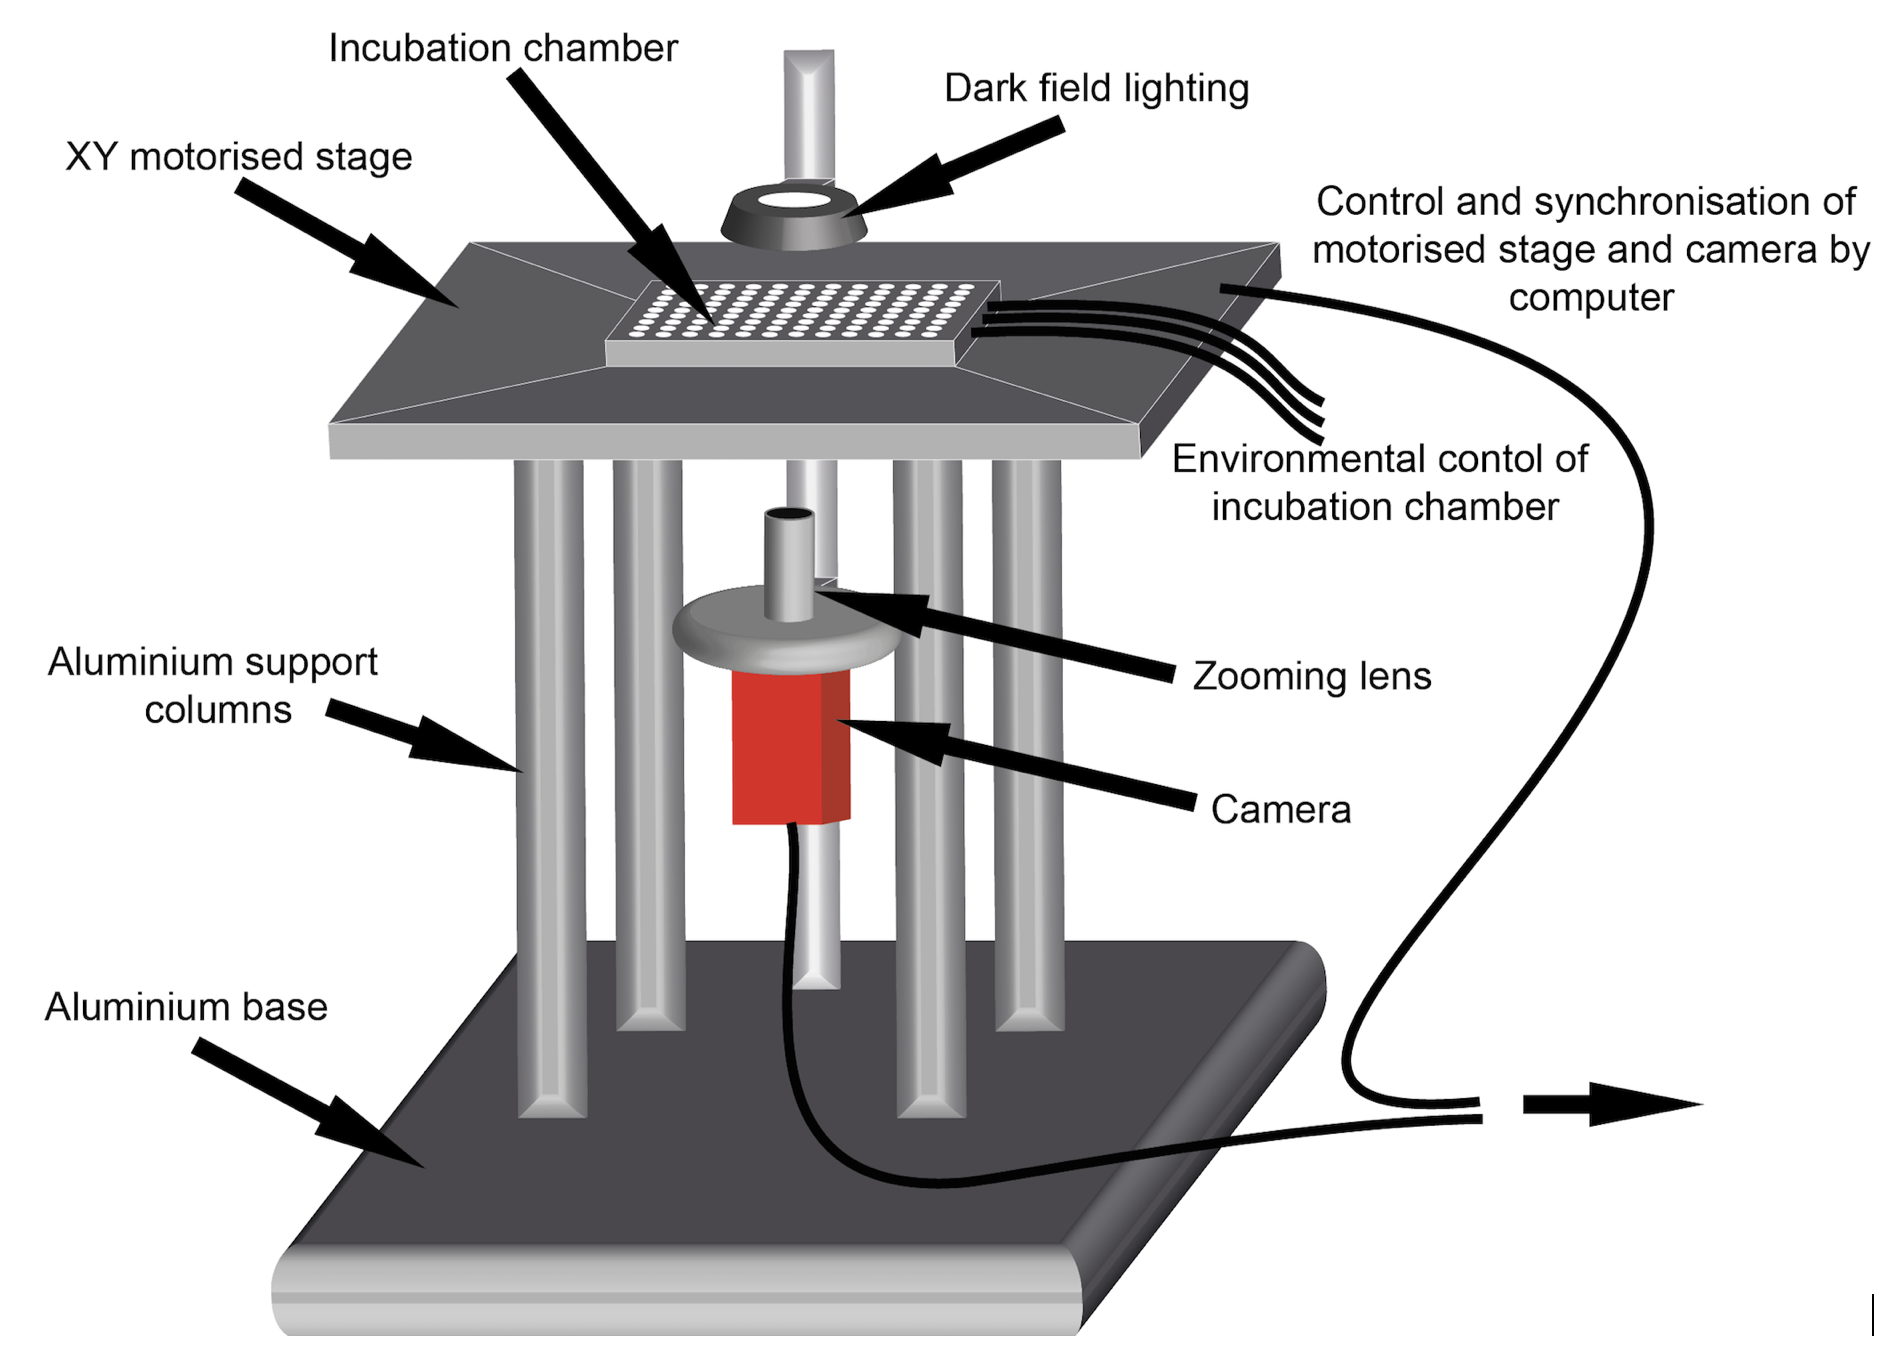 Incubation chamber
Dark field lighting
XY motorised stage
Control and synchronisation of
motorised stage and camera by
computer
Environmental contol of
incubation chamber
Aluminium support
columns
Zooming lens
Camera
Aluminium base